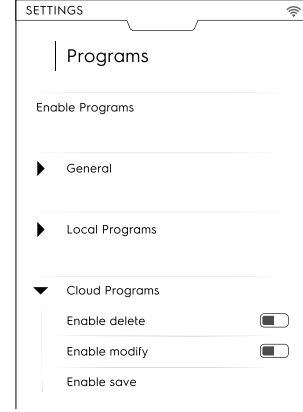 SETTINGS
Programs
Enable Programs
General
Local Programs
Cloud Programs
Enable delete
Enable modify
Enable save